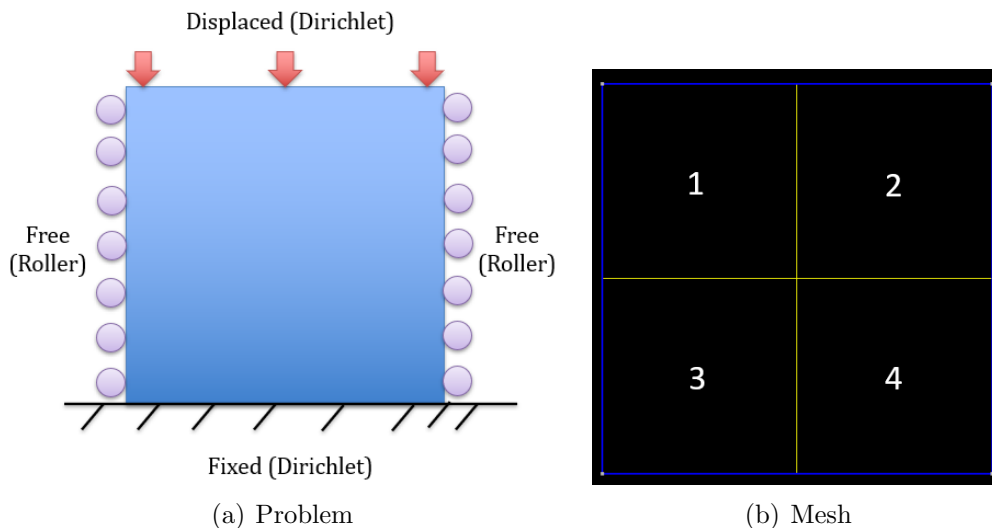 Displaced (Dirichlet)
Free
(Roller)
Free
(Roller)
Fixed (Dirichlet)
(a) Problem
1
2
3
4
(b) Mesh